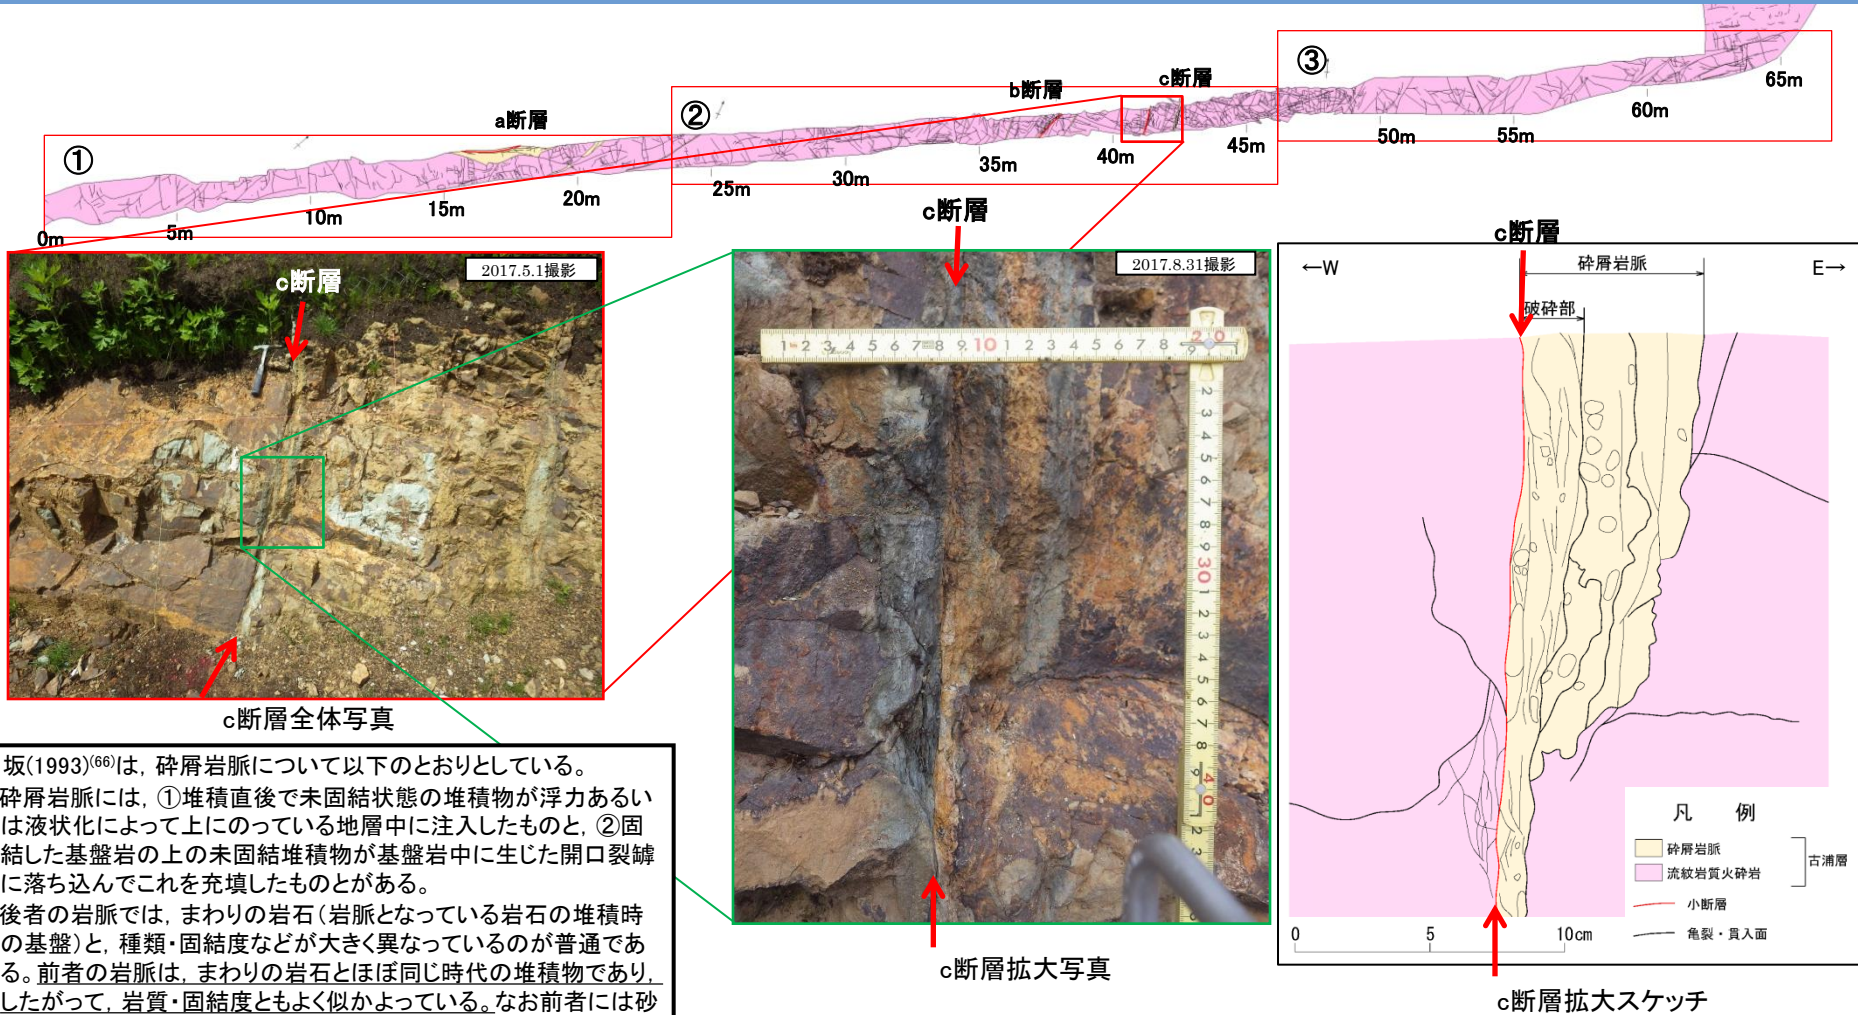 ①
②
③
a断層
b断層
c断層
0m
5m
10m
15m
20m
25m
30m
35m
40m
45m
50m
55m
60m
65m
c断層
2017.5.1撮影
c断層全体写真
c断層
2017.8.31撮影
c断層拡大写真
c断層
←W
砕屑岩脈
E→
破砕部
凡 例
砕屑岩脈
流紋岩質火砕岩
古浦層
小断層
亀裂・貫入面
0 5 10cm
c断層拡大スケッチ
坂(1993)(66)は，砕屑岩脈について以下のとおりとしている。
砕屑岩脈には，①堆積直後で未固結状態の堆積物が浮力あるい
は液状化によって上にのっている地層中に注入したものと，②固
結した基盤岩の上の未固結堆積物が基盤岩中に生じた開口裂罅
に落ち込んでこれを充填したものとがある。
後者の岩脈では，まわりの岩石（岩脈となっている岩石の堆積時
の基盤）と，種類・固結度などが大きく異なっているのが普通であ
る。前者の岩脈は，まわりの岩石とほぼ同じ時代の堆積物であり，
したがって，岩質・固結度ともよく似かよっている。なお前者には砂